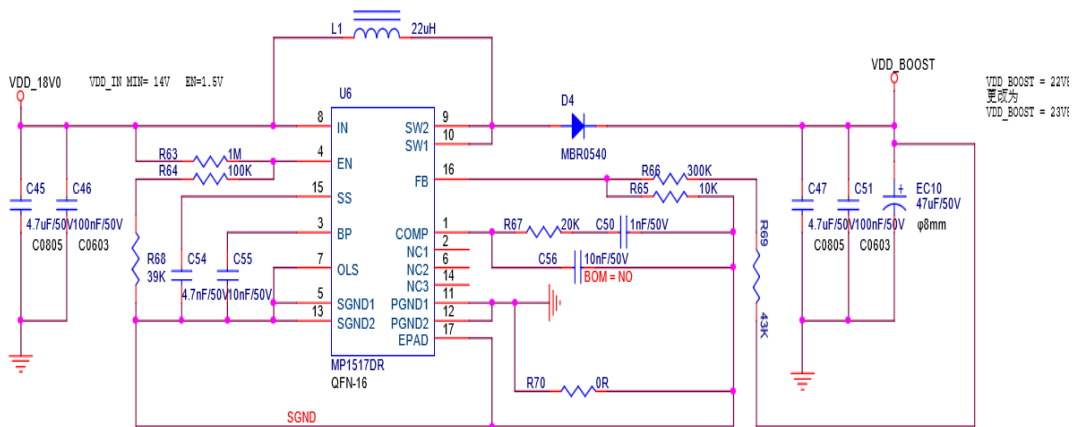 L1 22uH
VDD_18V0
VDD_IN MIN= 14V EN=1.5V
VDD_BOOST
VDD_BOOST = 22V8
更改为
VDD_BOOST = 23V8
U6
8 IN
4 EN
15 SS
3 BP
7 OLS
5 SGND1
13 SGND2
SW2 9
SW1 10
FB 16
COMP 1
NC1 2
NC2 6
NC3 14
PGND1 11
PGND2 12
EPAD 17
MP1517DR
QFN-16
D4
MBR0540
R63 1M
R64 100K
R66 300K
R65 10K
R67 20K
C50 1nF/50V
C56 10nF/50V
BOM = NO
R68
39K
C54
4.7nF/50V
C55
10nF/50V
C45
4.7uF/50V
C0805
C46
100nF/50V
C0603
R69
43K
C47
4.7uF/50V
C0805
C51
100nF/50V
C0603
+
EC10
47uF/50V
φ8mm
R70 0R
SGND